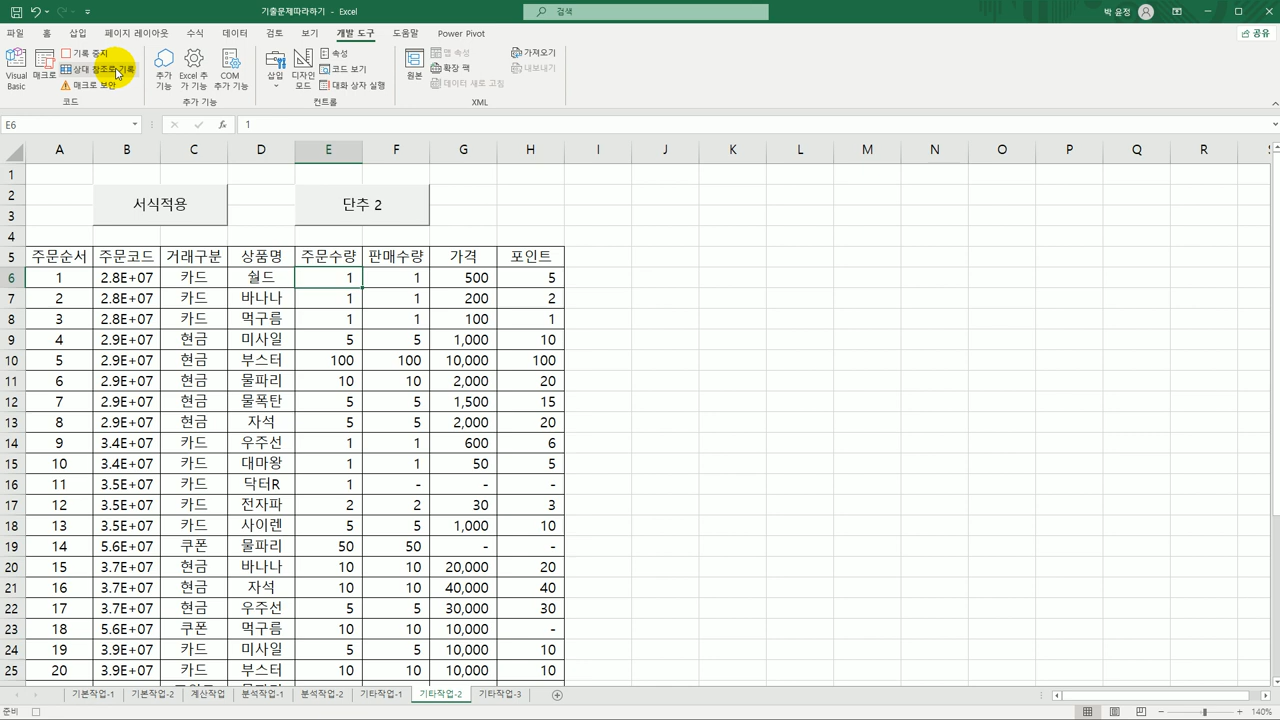 기출문제따라하기 - Excel
검색
박 윤정
파일 홈 삽입 페이지 레이아웃 수식 데이터 검토 보기 개발 도구 도움말 Power Pivot
공유
Visual Basic
매크로
기록 중지
상대 참조로 기록
매크로 보안
코드
추가 기능
Excel 추가 기능
COM 추가 기능
추가 기능
삽입
디자인 모드
속성
코드 보기
대화 상자 실행
컨트롤
원본
맵 속성
확장 팩
데이터 새로 고침
가져오기
내보내기
XML
E6 fx 1
A B C D E F G H I J K L M N O P Q R
1
2
3
서식적용 단추 2
4
5 주문순서 주문코드 거래구분 상품명 주문수량 판매수량 가격 포인트
6 1 2.8E+07 카드 쉴드 1 1 500 5
7 2 2.8E+07 카드 바나나 1 1 200 2
8 3 2.8E+07 카드 먹구름 1 1 100 1
9 4 2.9E+07 현금 미사일 5 5 1,000 10
10 5 2.9E+07 현금 부스터 100 100 10,000 100
11 6 2.9E+07 현금 물파리 10 10 2,000 20
12 7 2.9E+07 현금 물폭탄 5 5 1,500 15
13 8 2.9E+07 현금 자석 5 5 2,000 20
14 9 3.4E+07 카드 우주선 1 1 600 6
15 10 3.4E+07 카드 대마왕 1 1 50 5
16 11 3.5E+07 카드 닥터R 1 - - -
17 12 3.5E+07 카드 전자파 2 2 30 3
18 13 3.5E+07 카드 사이렌 5 5 1,000 10
19 14 5.6E+07 쿠폰 물파리 50 50 - -
20 15 3.7E+07 현금 바나나 10 10 20,000 20
21 16 3.7E+07 현금 자석 10 10 40,000 40
22 17 3.7E+07 현금 우주선 5 5 30,000 30
23 18 5.6E+07 쿠폰 먹구름 10 10 10,000 -
24 19 3.9E+07 카드 미사일 5 5 10,000 10
25 20 3.9E+07 카드 부스터 10 10 10,000 10
기본작업-1 기본작업-2 계산작업 분석작업-1 분석작업-2 기타작업-1 기타작업-2 기타작업-3
준비
140%